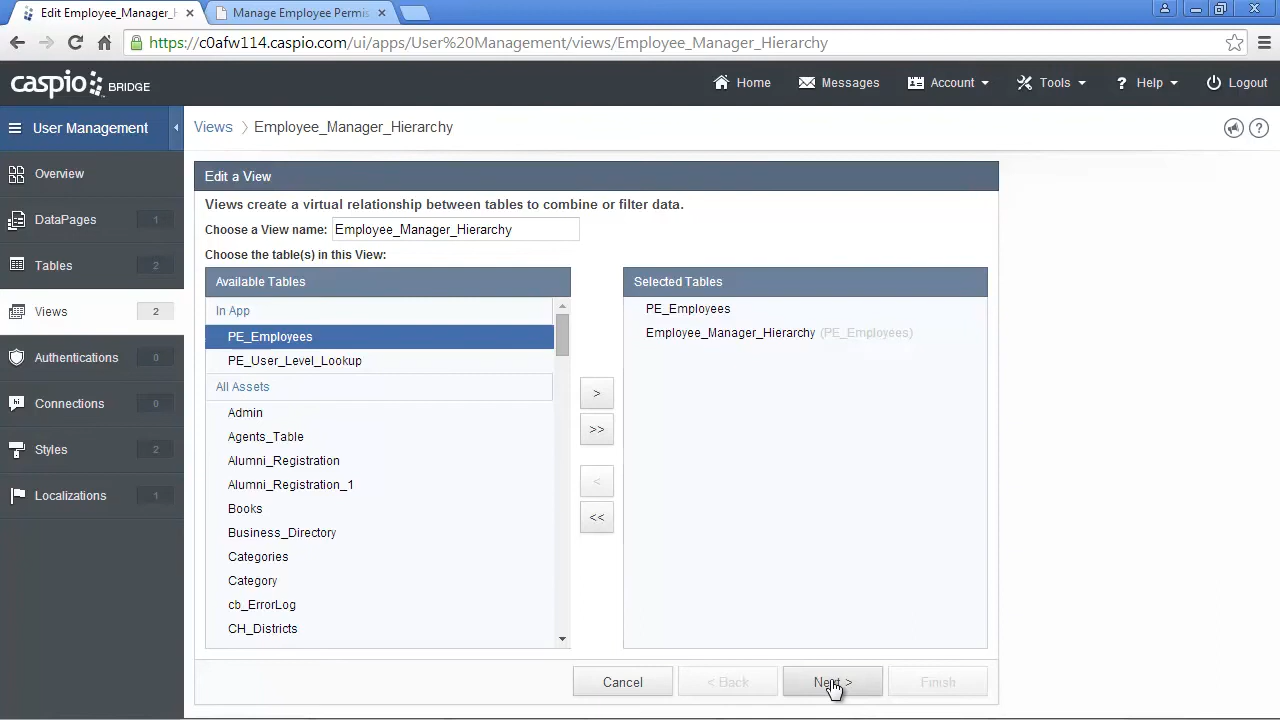 Edit Employee_Manager_H
Manage Employee Permis
https://c0afw114.caspio.com/ui/apps/User%20Management/views/Employee_Manager_Hierarchy
caspio BRIDGE
Home
Messages
Account
Tools
? Help
Logout
User Management
Views
Employee_Manager_Hierarchy
?
Overview
DataPages 1
Tables 2
Views 2
Authentications 0
Connections 0
Styles 2
Localizations 1
Edit a View
Views create a virtual relationship between tables to combine or filter data.
Choose a View name: Employee_Manager_Hierarchy
Choose the table(s) in this View:
Available Tables
In App
PE_Employees
PE_User_Level_Lookup
All Assets
Admin
Agents_Table
Alumni_Registration
Alumni_Registration_1
Books
Business_Directory
Categories
Category
cb_ErrorLog
CH_Districts
>
>>
<
<<
Selected Tables
PE_Employees
Employee_Manager_Hierarchy (PE_Employees)
Cancel
< Back
Next >
Finish